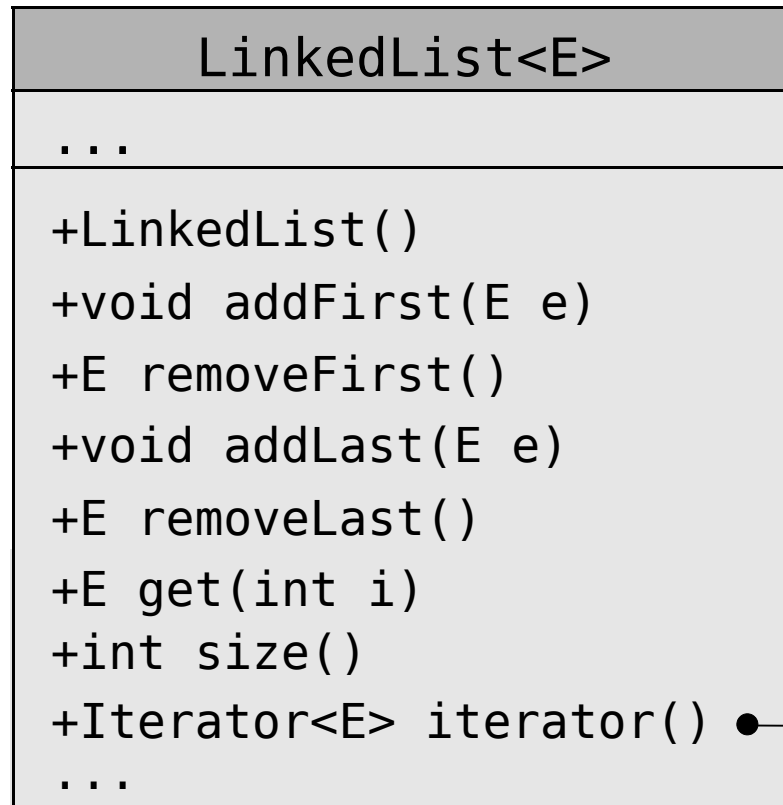 LinkedList<E>
...
+LinkedList()
+void addFirst(E e)
+E removeFirst()
+void addLast(E e)
+E removeLast()
+E get(int i)
+int size()
+Iterator<E> iterator()
...